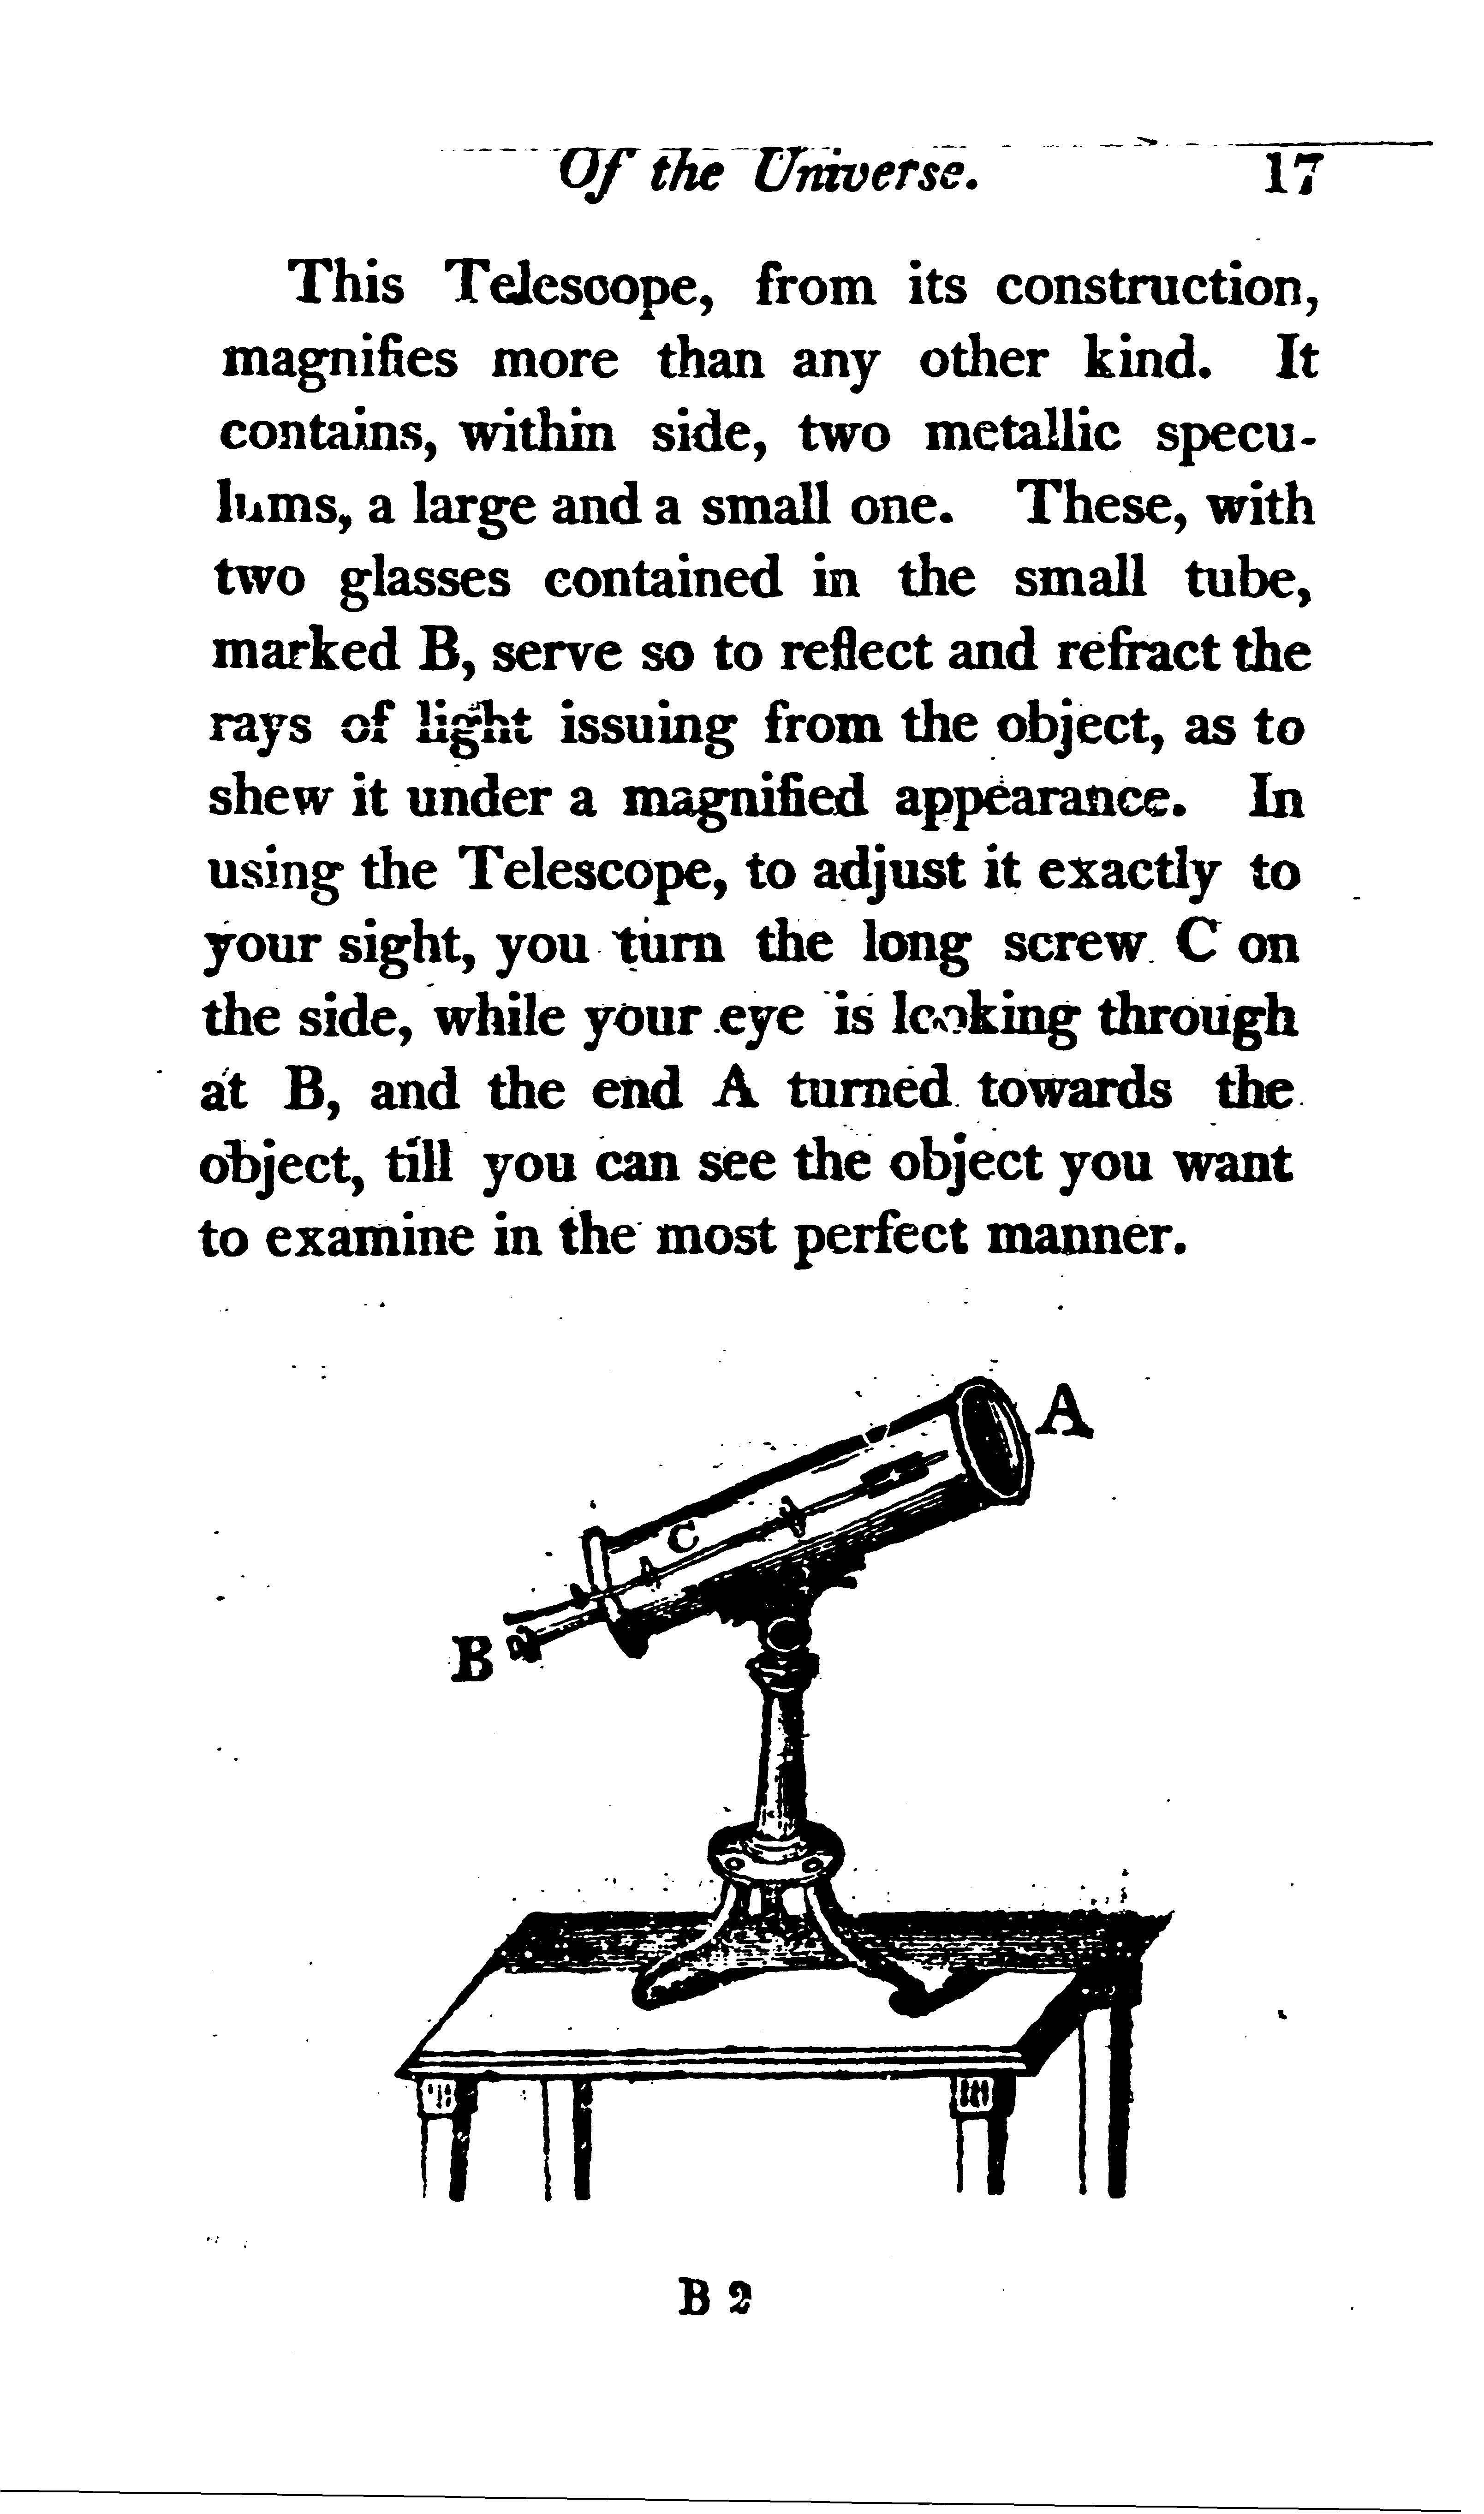 Of the Universe. 17
This Telescope, from its construction,
magnifies more than any other kind. It
contains, within side, two metallic specu-
lums, a large and a small one. These, with
two glasses contained in the small tube,
marked B, serve so to reflect and refract the
rays of light issuing from the object, as to
shew it under a magnified appearance. In
using the Telescope, to adjust it exactly to
your sight, you turn the long screw C on
the side, while your eye is looking through
at B, and the end A turned towards the
object, till you can see the object you want
to examine in the most perfect manner.
A
C
B
B 2